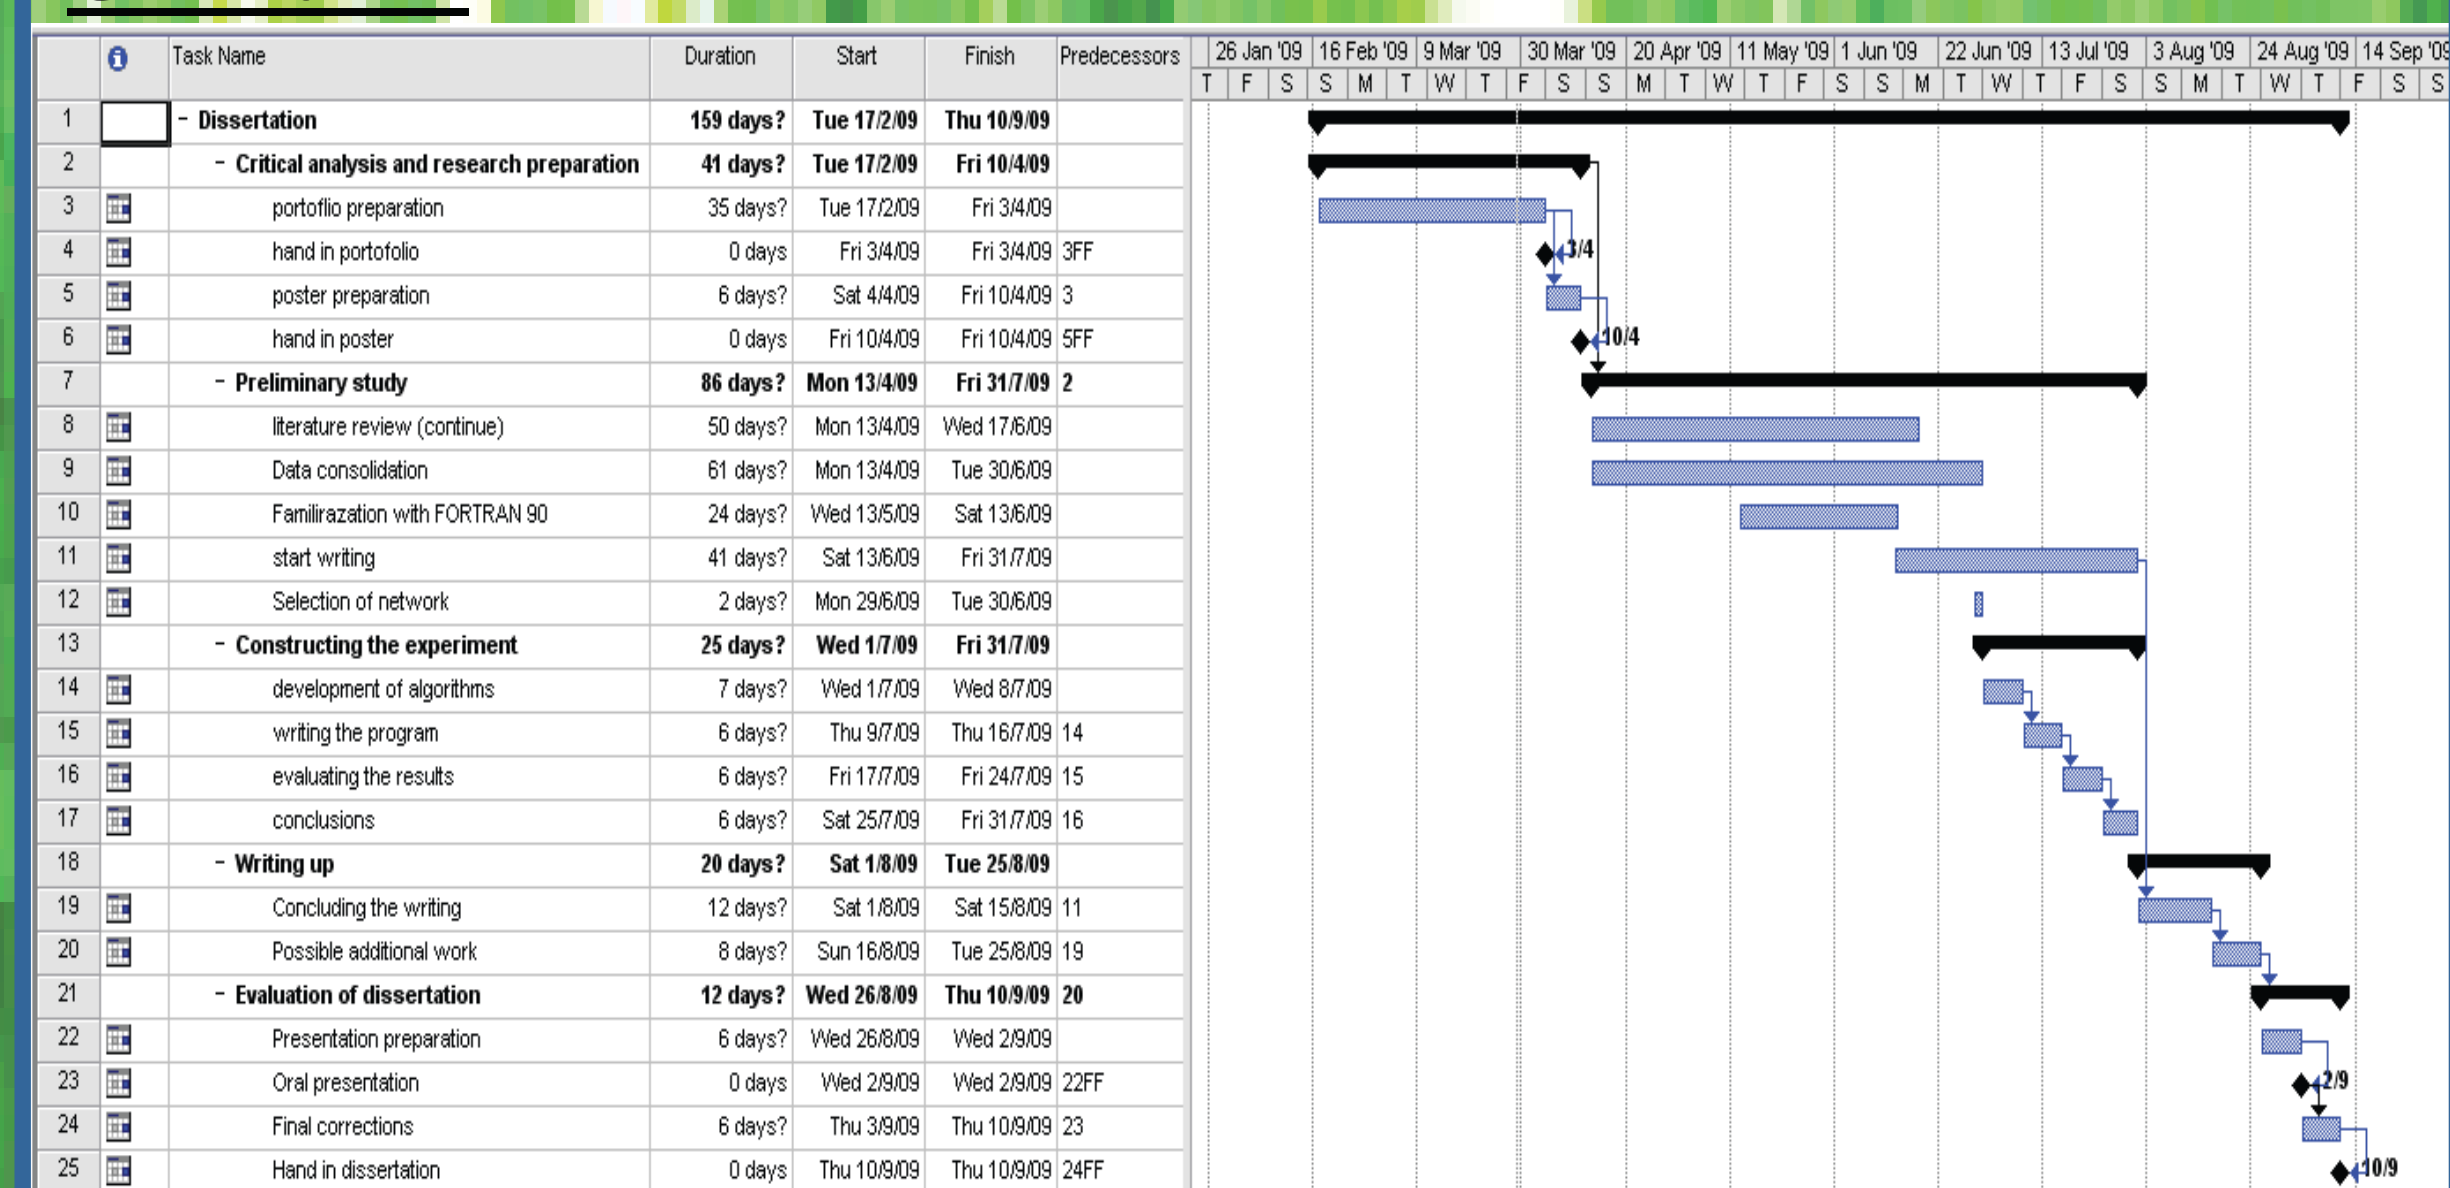 Task Name Duration Start Finish Predecessors 26 Jan '09 16 Feb '09 9 Mar '09 30 Mar '09 20 Apr '09 11 May '09 1 Jun '09 22 Jun '09 13 Jul '09 3 Aug '09 24 Aug '09 14 Sep '09
T F S S M T W T F S S M T W T F S S M T W T F S S M T W T F S S
1 - Dissertation 159 days? Tue 17/2/09 Thu 10/9/09
2 - Critical analysis and research preparation 41 days? Tue 17/2/09 Fri 10/4/09
3 portoflio preparation 35 days? Tue 17/2/09 Fri 3/4/09
4 hand in portofolio 0 days Fri 3/4/09 Fri 3/4/09 3FF 3/4
5 poster preparation 6 days? Sat 4/4/09 Fri 10/4/09 3
6 hand in poster 0 days Fri 10/4/09 Fri 10/4/09 5FF 10/4
7 - Preliminary study 86 days? Mon 13/4/09 Fri 31/7/09 2
8 literature review (continue) 50 days? Mon 13/4/09 Wed 17/6/09
9 Data consolidation 61 days? Mon 13/4/09 Tue 30/6/09
10 Familirazation with FORTRAN 90 24 days? Wed 13/5/09 Sat 13/6/09
11 start writing 41 days? Sat 13/6/09 Fri 31/7/09
12 Selection of network 2 days? Mon 29/6/09 Tue 30/6/09
13 - Constructing the experiment 25 days? Wed 1/7/09 Fri 31/7/09
14 development of algorithms 7 days? Wed 1/7/09 Wed 8/7/09
15 writing the program 6 days? Thu 9/7/09 Thu 16/7/09 14
16 evaluating the results 6 days? Fri 17/7/09 Fri 24/7/09 15
17 conclusions 6 days? Sat 25/7/09 Fri 31/7/09 16
18 - Writing up 20 days? Sat 1/8/09 Tue 25/8/09
19 Concluding the writing 12 days? Sat 1/8/09 Sat 15/8/09 11
20 Possible additional work 8 days? Sun 16/8/09 Tue 25/8/09 19
21 - Evaluation of dissertation 12 days? Wed 26/8/09 Thu 10/9/09 20
22 Presentation preparation 6 days? Wed 26/8/09 Wed 2/9/09
23 Oral presentation 0 days Wed 2/9/09 Wed 2/9/09 22FF 2/9
24 Final corrections 6 days? Thu 3/9/09 Thu 10/9/09 23
25 Hand in dissertation 0 days Thu 10/9/09 Thu 10/9/09 24FF 10/9